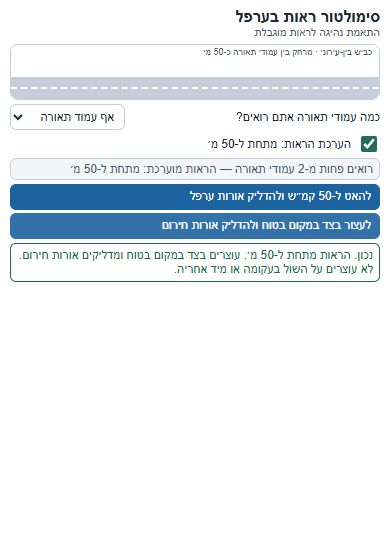 סימולטור ראות בערפל
התאמת נהיגה לראות מוגבלת
כביש בין-עירוני · מרחק בין עמודי תאורה כ-50 מ׳
כמה עמודי תאורה אתם רואים?
אף עמוד תאורה
הערכת הראות: מתחת ל-50 מ׳
רואים פחות מ-2 עמודי תאורה — הראות מוערכת: מתחת ל-50 מ׳
להאט ל-50 קמ״ש ולהדליק אורות ערפל
לעצור בצד במקום בטוח ולהדליק אורות חירום
נכון. הראות מתחת ל-50 מ׳. עוצרים בצד במקום בטוח ומדליקים אורות חירום.
לא עוצרים על השול בעקומה או מיד אחריה.